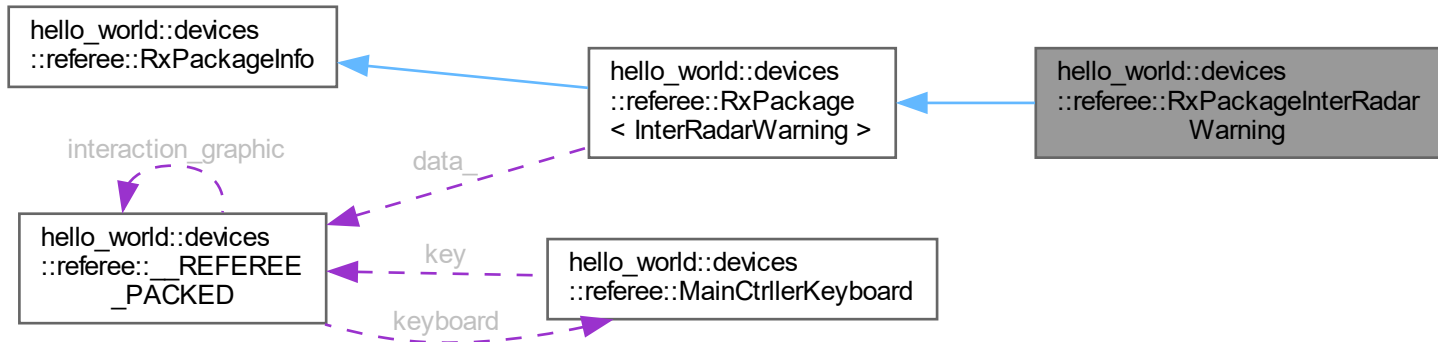 hello_world::devices
::referee::RxPackageInfo
hello_world::devices
::referee::RxPackage
< InterRadarWarning >
hello_world::devices
::referee::RxPackageInterRadar
Warning
interaction_graphic
data_
hello_world::devices
::referee::__REFEREE
_PACKED
key
hello_world::devices
::referee::MainCtrllerKeyboard
keyboard